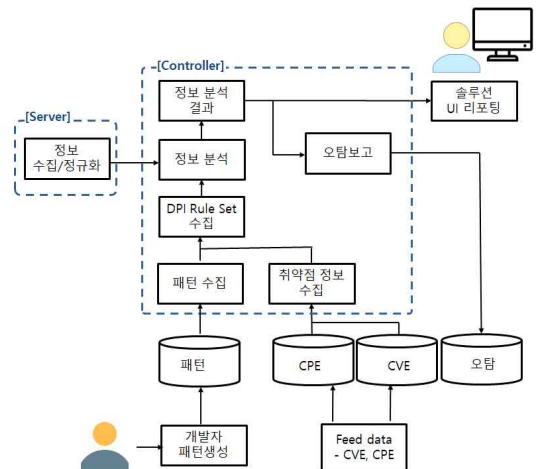 [Controller]
정보 분석
결과
솔루션
UI 리포팅
[Server]
정보
수집/정규화
정보 분석
오탐보고
DPI Rule Set
수집
패턴 수집
취약점 정보
수집
패턴
CPE
CVE
오탐
개발자
패턴생성
Feed data
- CVE, CPE